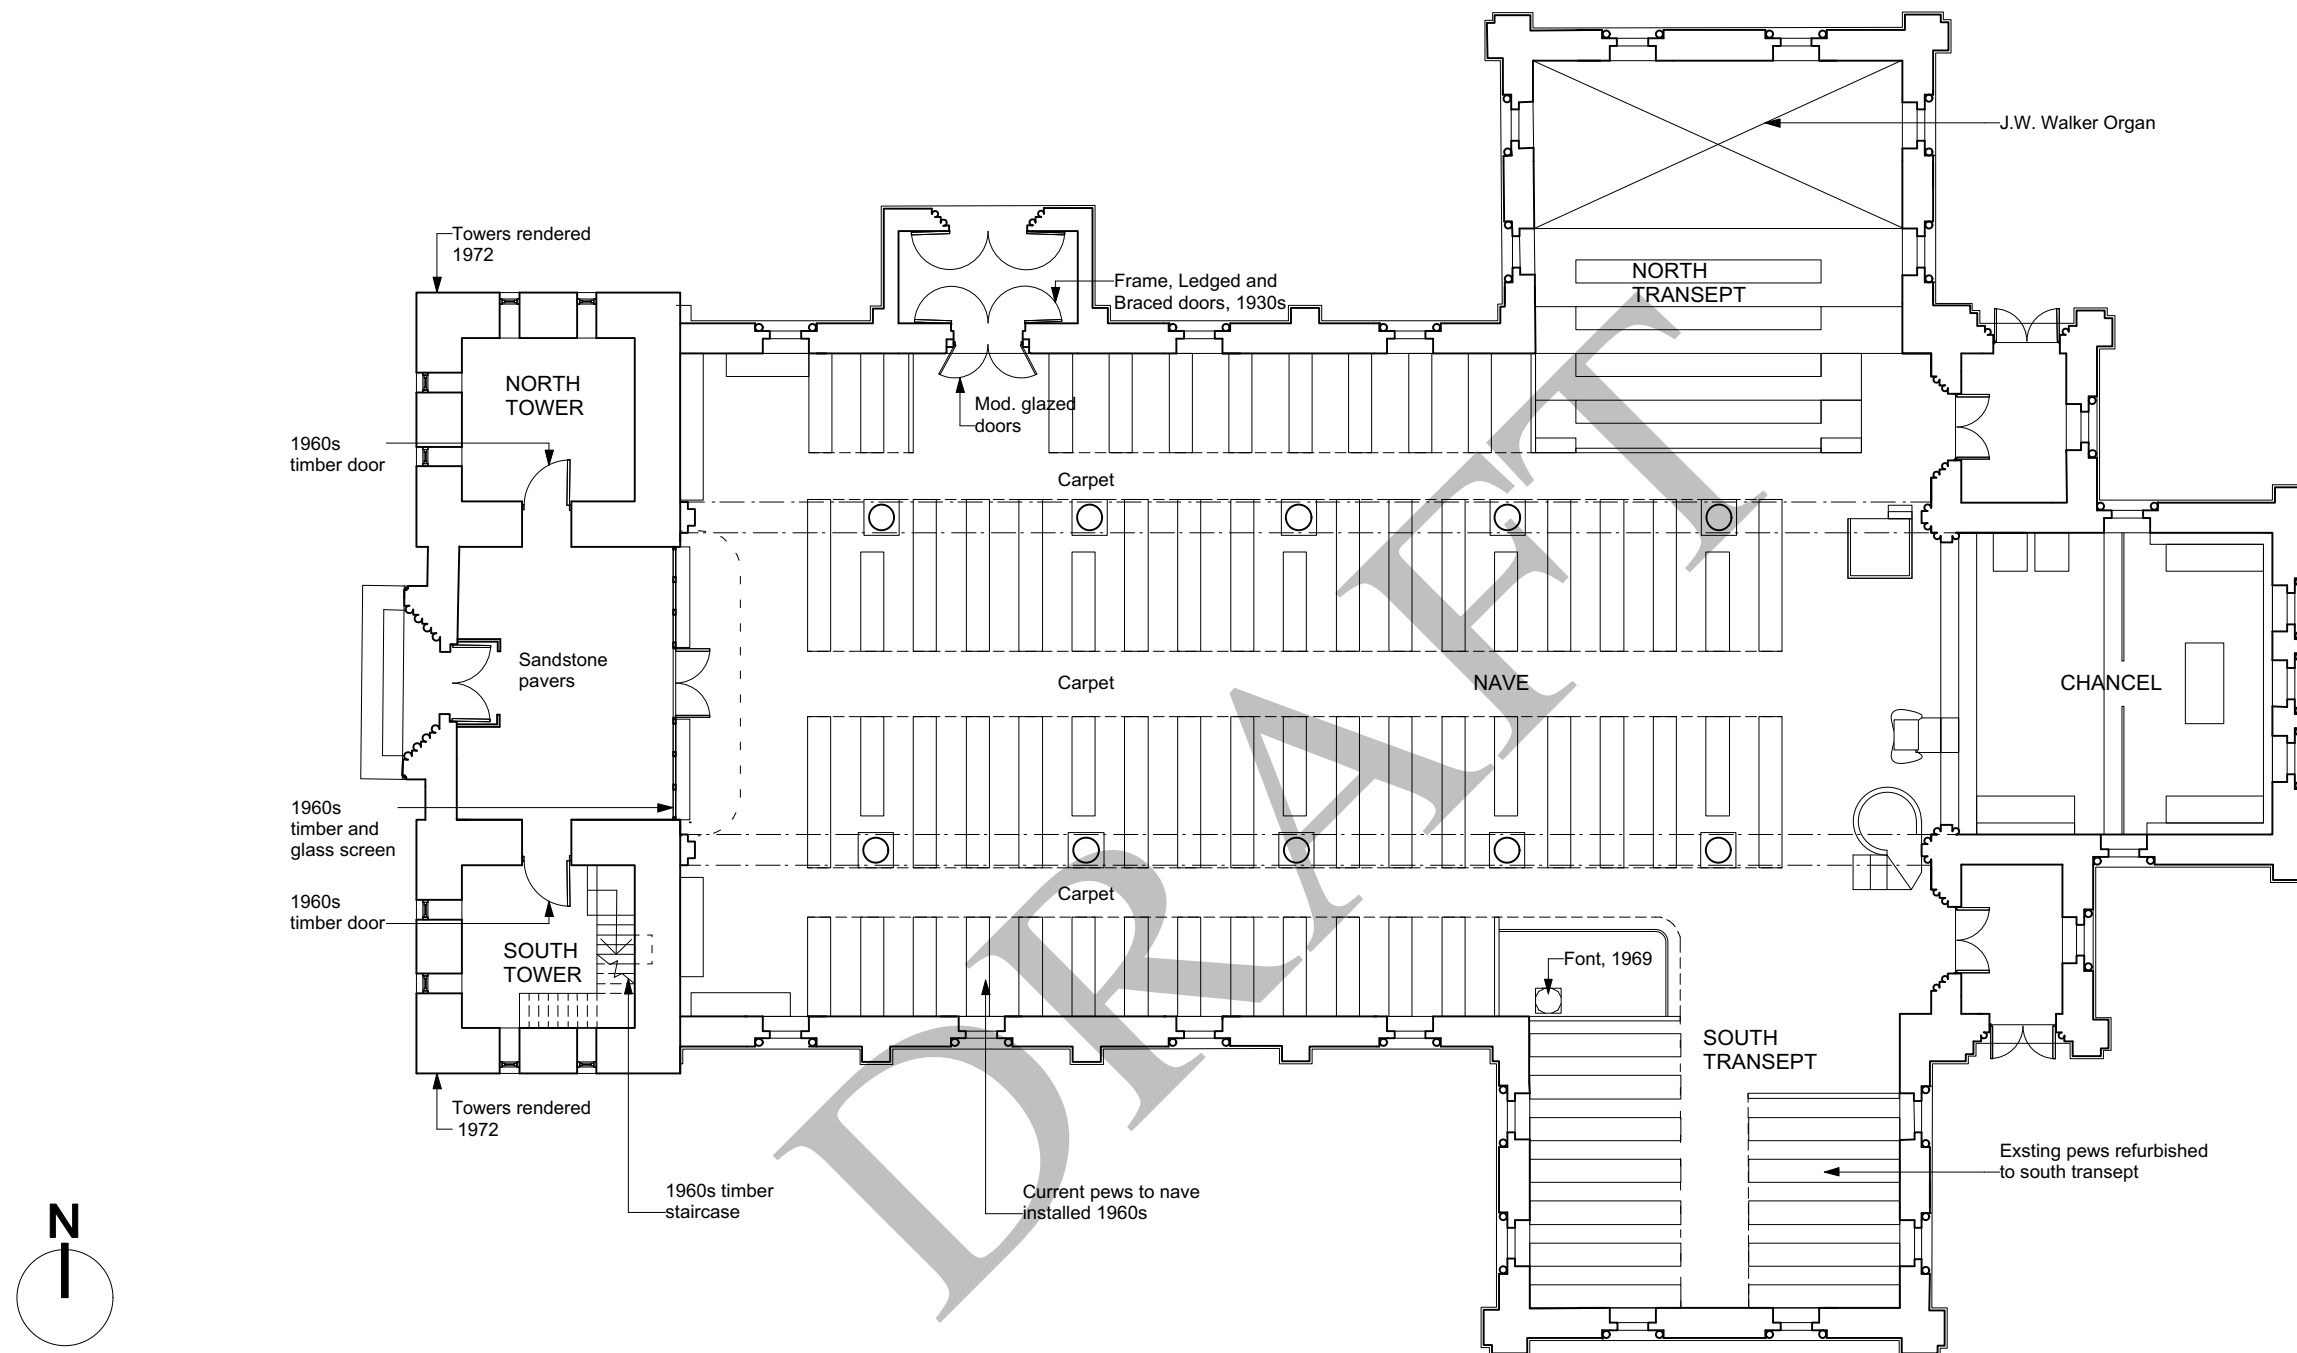 J.W. Walker Organ
Towers rendered
1972
Frame, Ledged and
Braced doors, 1930s
NORTH
TRANSEPT
NORTH
TOWER
Mod. glazed
doors
1960s
timber door
Carpet
Sandstone
pavers
Carpet
NAVE
CHANCEL
1960s
timber and
glass screen
Carpet
1960s
timber door
SOUTH
TOWER
Font, 1969
SOUTH
TRANSEPT
Towers rendered
1972
Exsting pews refurbished
to south transept
1960s timber
staircase
Current pews to nave
installed 1960s
N
DRAFT